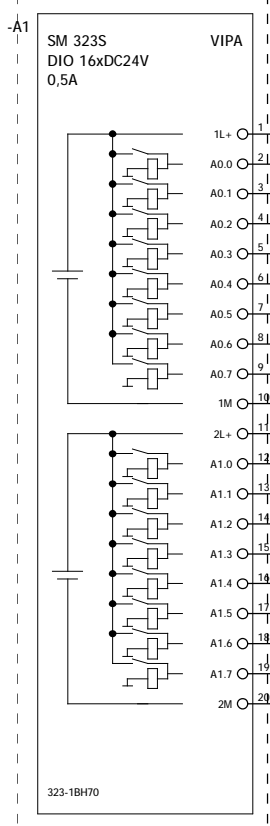 -A1
SM 323S VIPA
DIO 16xDC24V
0,5A
1L+ 1
A0.0 2
A0.1 3
A0.2 4
A0.3 5
A0.4 6
A0.5 7
A0.6 8
A0.7 9
1M 10
2L+ 11
A1.0 12
A1.1 13
A1.2 14
A1.3 15
A1.4 16
A1.5 17
A1.6 18
A1.7 19
2M 20
323-1BH70